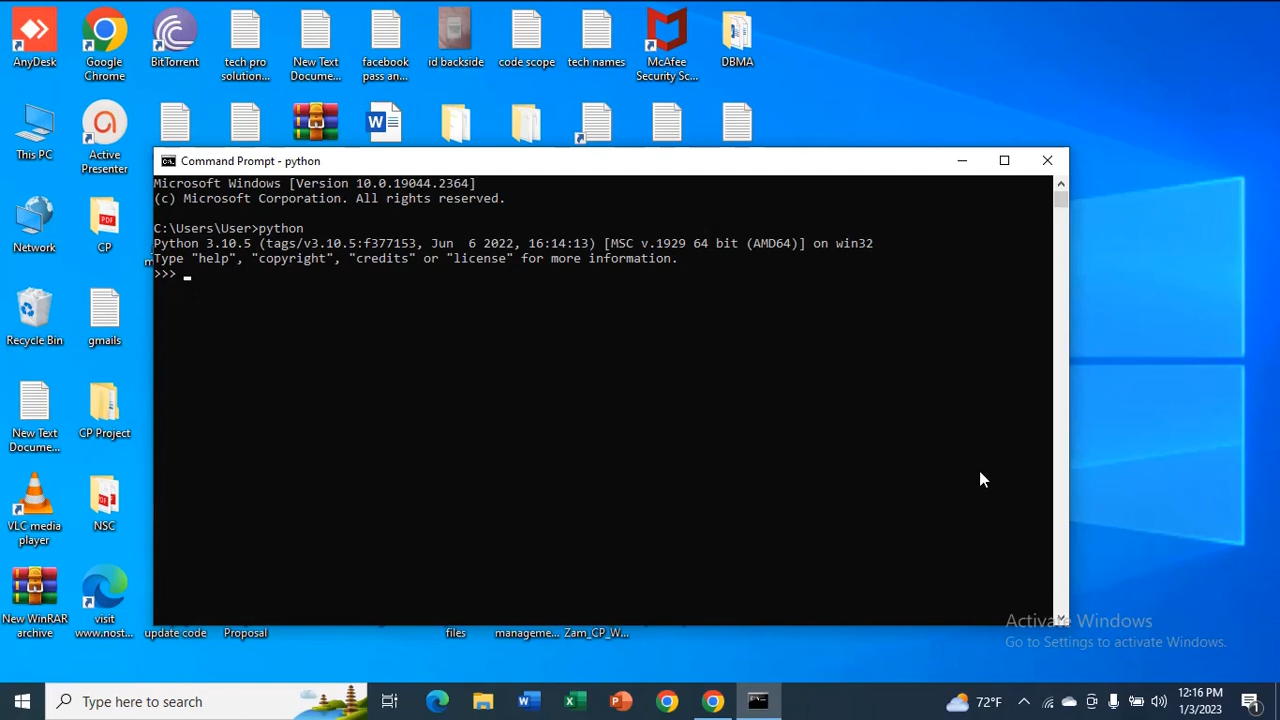 AnyDesk
Google
Chrome
BitTorrent
tech pro
solution...
New Text
Docume...
facebook
pass an...
id backside
code scope
tech names
McAfee
Security Sc...
DBMA
This PC
Active
Presenter
Command Prompt - python
Microsoft Windows [Version 10.0.19044.2364]
(c) Microsoft Corporation. All rights reserved.
C:\Users\User>python
Python 3.10.5 (tags/v3.10.5:f377153, Jun  6 2022, 16:14:13) [MSC v.1929 64 bit (AMD64)] on win32
Type "help", "copyright", "credits" or "license" for more information.
>>>
Network
CP
Recycle Bin
gmails
New Text
Docume...
CP Project
VLC media
player
NSC
New WinRAR
archive
visit
www.nost...
update code
Proposal
files
manageme...
Zam_CP_W...
Activate Windows
Go to Settings to activate Windows.
Type here to search
72°F
12:16 PM
1/3/2023
1